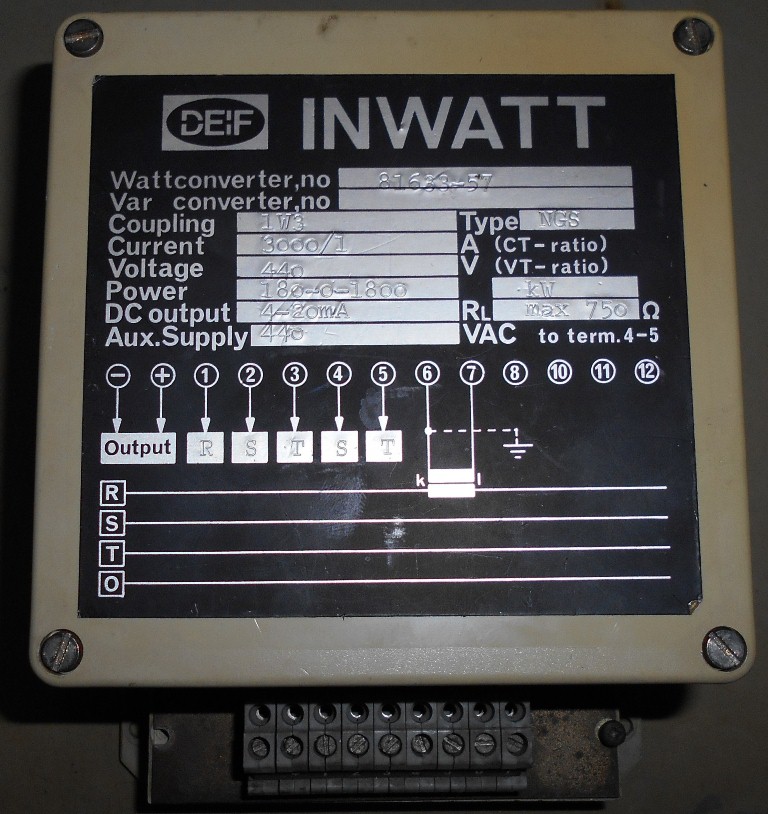 DEIF INWATT
Wattconverter,no 81633-57
Var converter,no
Coupling 1W3 Type NGS
Current 3000/1 A (CT-ratio)
Voltage 440 V (VT-ratio)
Power 180-0-1800 kW
DC output 4-20mA RL max 750 Ω
Aux.Supply 440 VAC to term.4-5
− + 1 2 3 4 5 6 7 8 10 11 12
Output R S T S T
k l
R
S
T
O